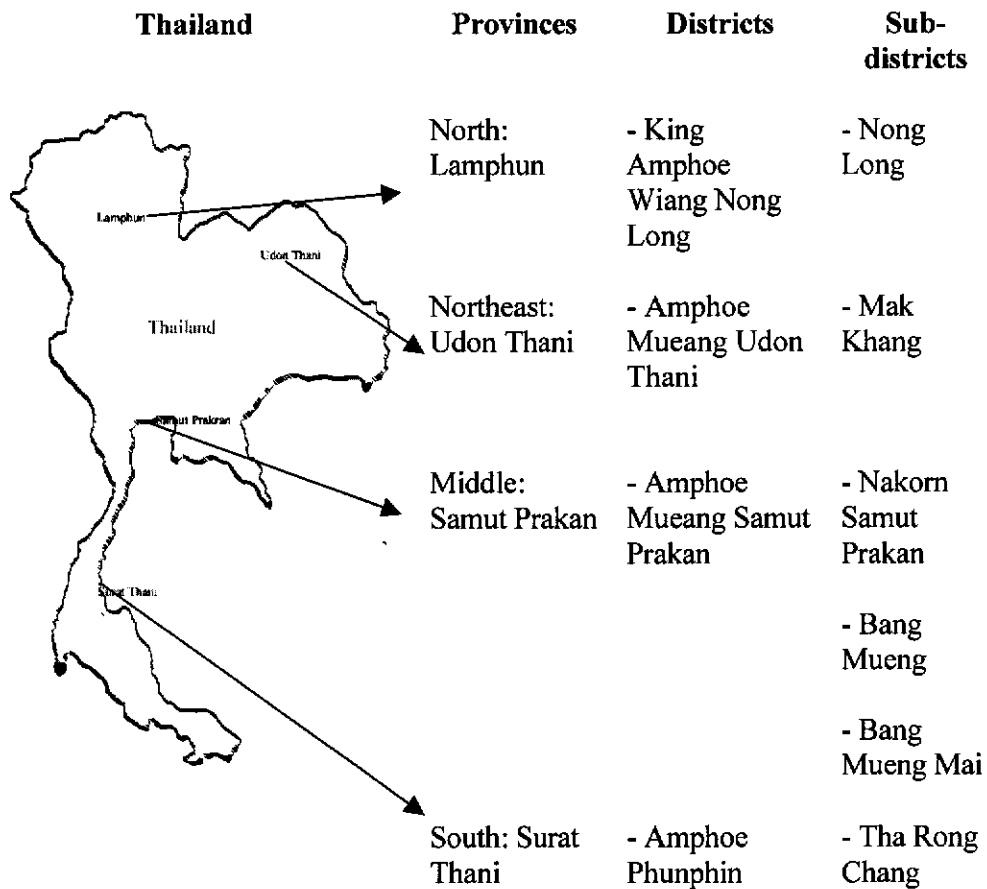 Thailand Provinces Districts Sub-
districts
North:
Lamphun
- King
Amphoe
Wiang Nong
Long
- Nong
Long
Lamphun
Udon Thani
Thailand
Northeast:
Udon Thani
- Amphoe
Mueang Udon
Thani
- Mak
Khang
Samut Prakran
Middle:
Samut Prakan
- Amphoe
Mueang Samut
Prakan
- Nakorn
Samut
Prakan
- Bang
Mueng
- Bang
Mueng Mai
Surat Thani
South: Surat
Thani
- Amphoe
Phunphin
- Tha Rong
Chang